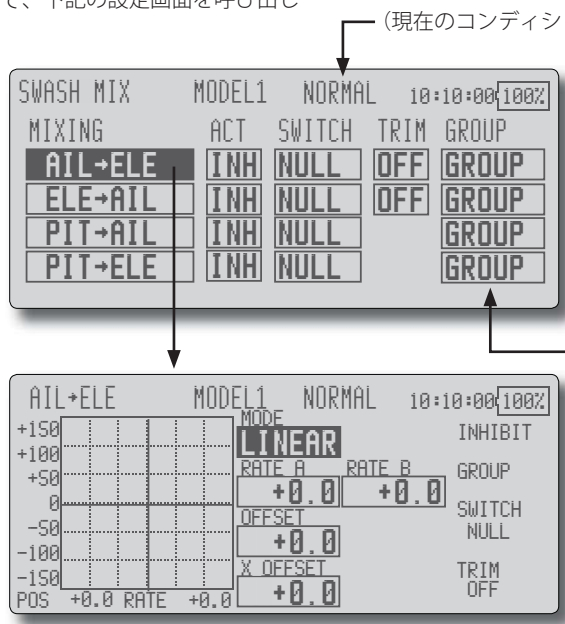 て、下記の設定画面を呼び出し
（現在のコンディシ
SWASH MIX MODEL1 NORMAL 10:10:00 100%
MIXING ACT SWITCH TRIM GROUP
AIL→ELE INH NULL OFF GROUP
ELE→AIL INH NULL OFF GROUP
PIT→AIL INH NULL GROUP
PIT→ELE INH NULL GROUP
AIL→ELE MODEL1 NORMAL 10:10:00 100%
+150
+100
+50
0
-50
-100
-150
POS +0.0 RATE +0.0
MODE
LINEAR
RATE A RATE B
+0.0 +0.0
OFFSET
+0.0
X OFFSET
+0.0
INHIBIT
GROUP
SWITCH
NULL
TRIM
OFF